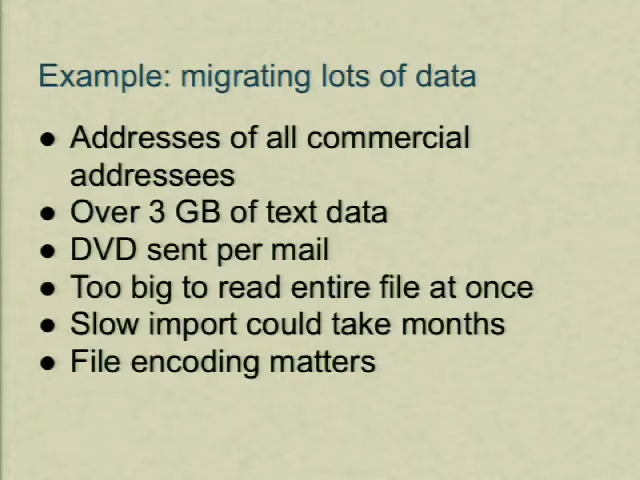 Example: migrating lots of data
● Addresses of all commercial
addressees
● Over 3 GB of text data
● DVD sent per mail
● Too big to read entire file at once
● Slow import could take months
● File encoding matters